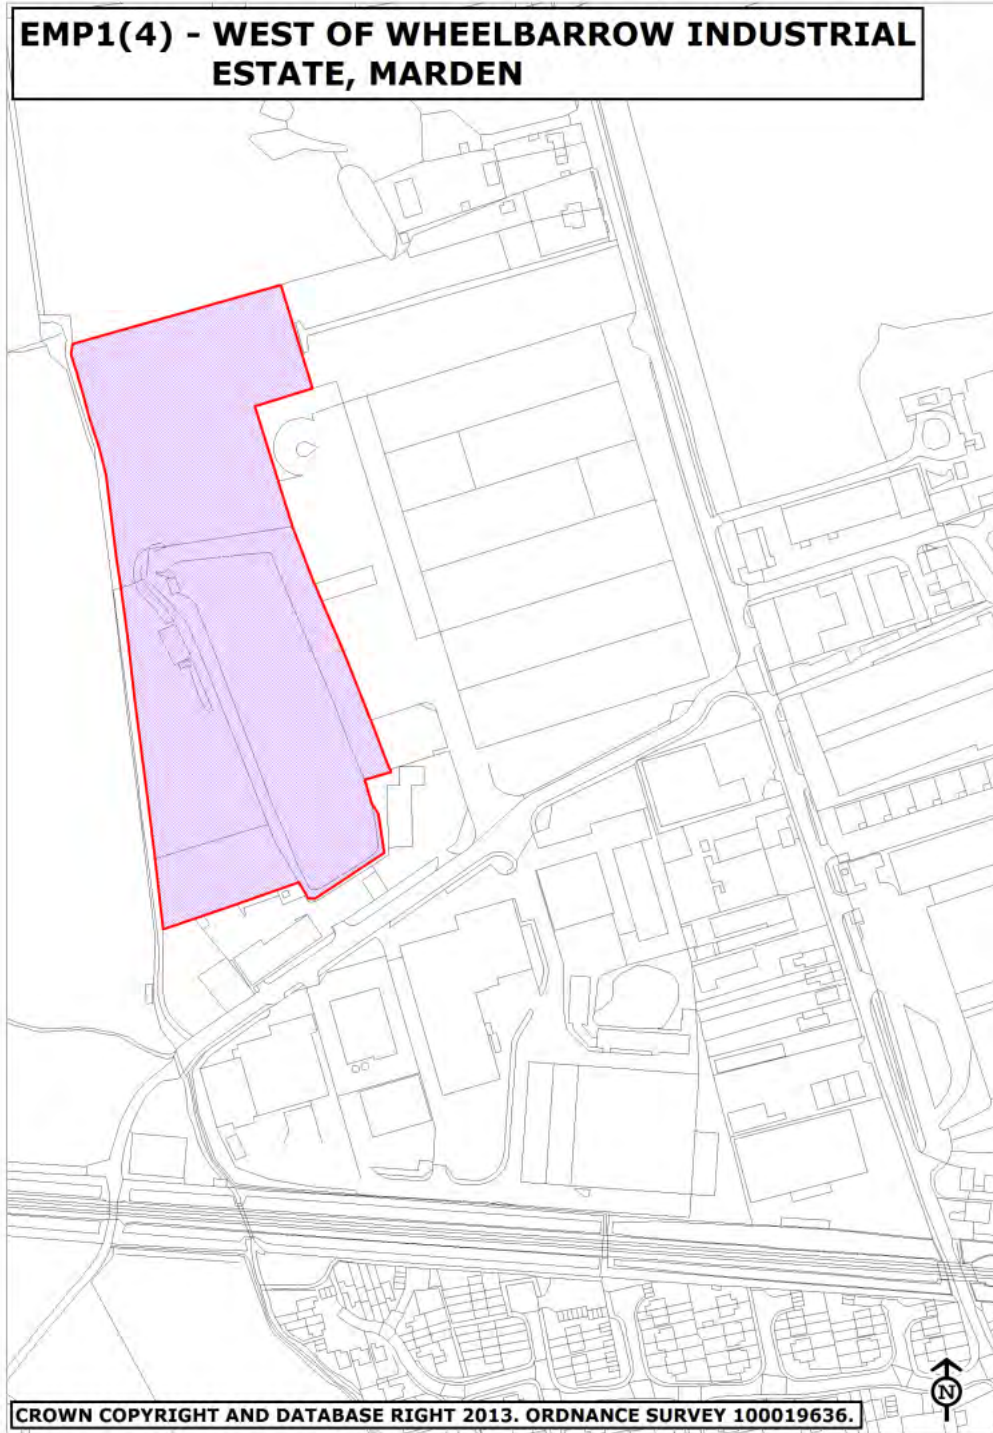 EMP1(4) - WEST OF WHEELBARROW INDUSTRIAL
ESTATE, MARDEN
N
CROWN COPYRIGHT AND DATABASE RIGHT 2013. ORDNANCE SURVEY 100019636.